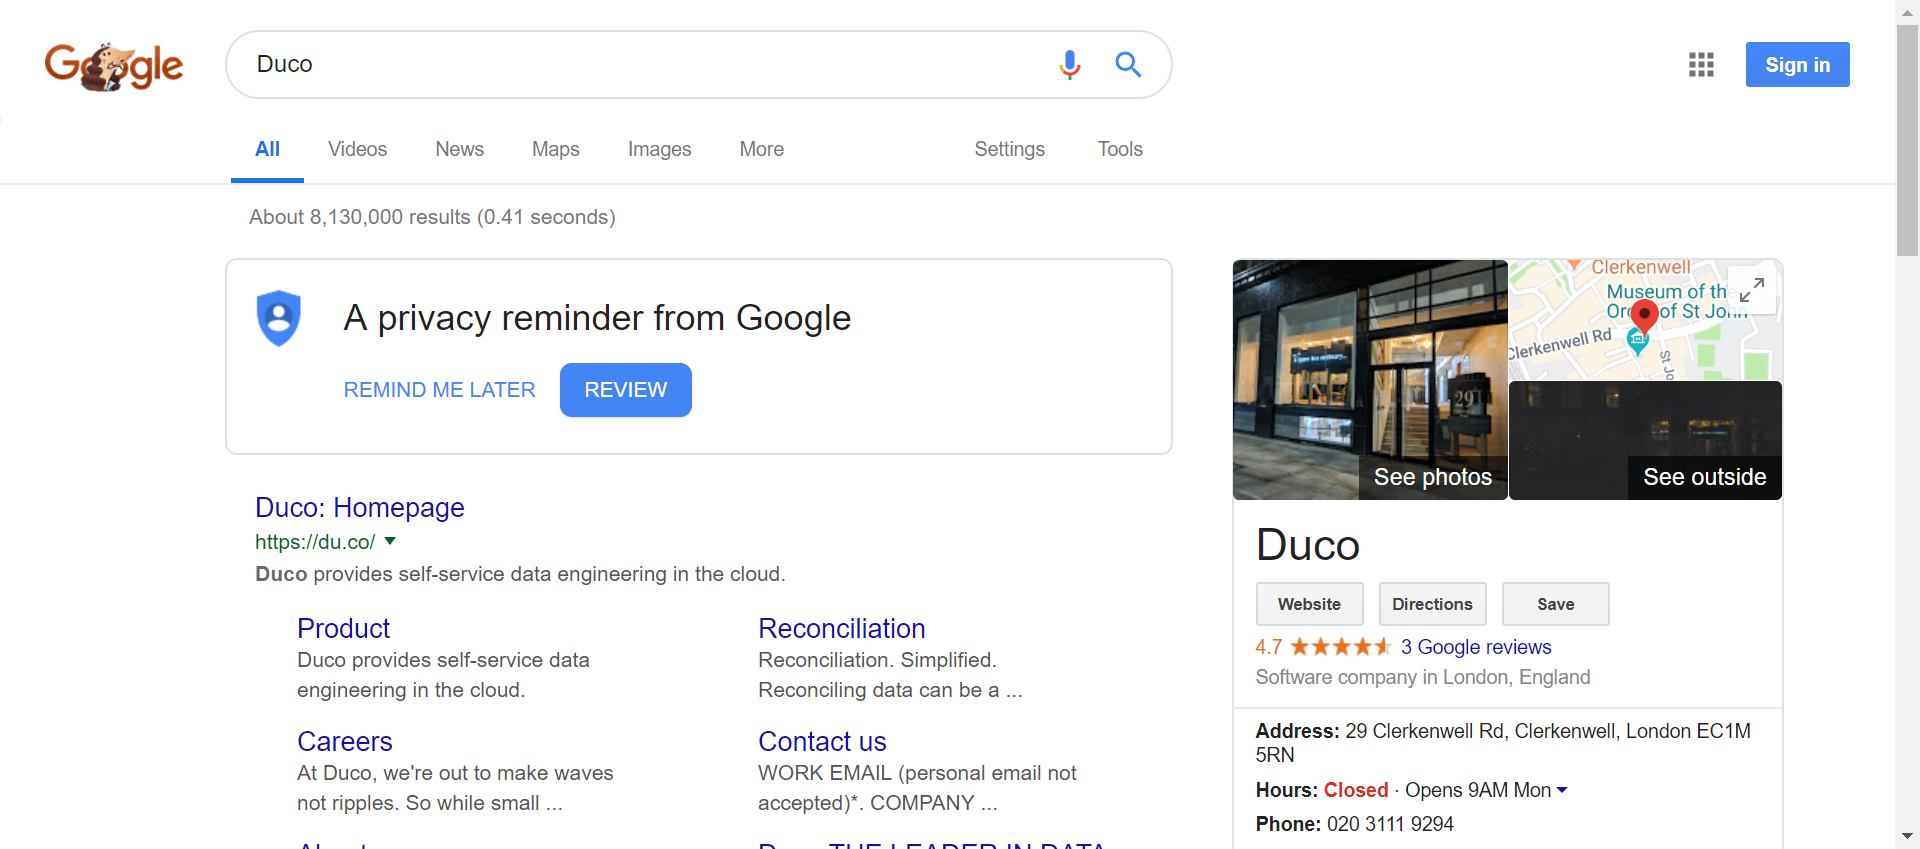 Google
Duco
Sign in
All
Videos
News
Maps
Images
More
Settings
Tools
About 8,130,000 results (0.41 seconds)
A privacy reminder from Google
REMIND ME LATER
REVIEW
Duco: Homepage
https://du.co/
Duco provides self-service data engineering in the cloud.
Product
Duco provides self-service data
engineering in the cloud.
Reconciliation
Reconciliation. Simplified.
Reconciling data can be a ...
Careers
At Duco, we're out to make waves
not ripples. So while small ...
Contact us
WORK EMAIL (personal email not
accepted)*. COMPANY ...
Clerkenwell
Museum of the
of St John
Clerkenwell Rd
St Jo
29
See photos
See outside
Duco
Website
Directions
Save
4.7
3 Google reviews
Software company in London, England
Address: 29 Clerkenwell Rd, Clerkenwell, London EC1M
5RN
Hours: Closed · Opens 9AM Mon
Phone: 020 3111 9294